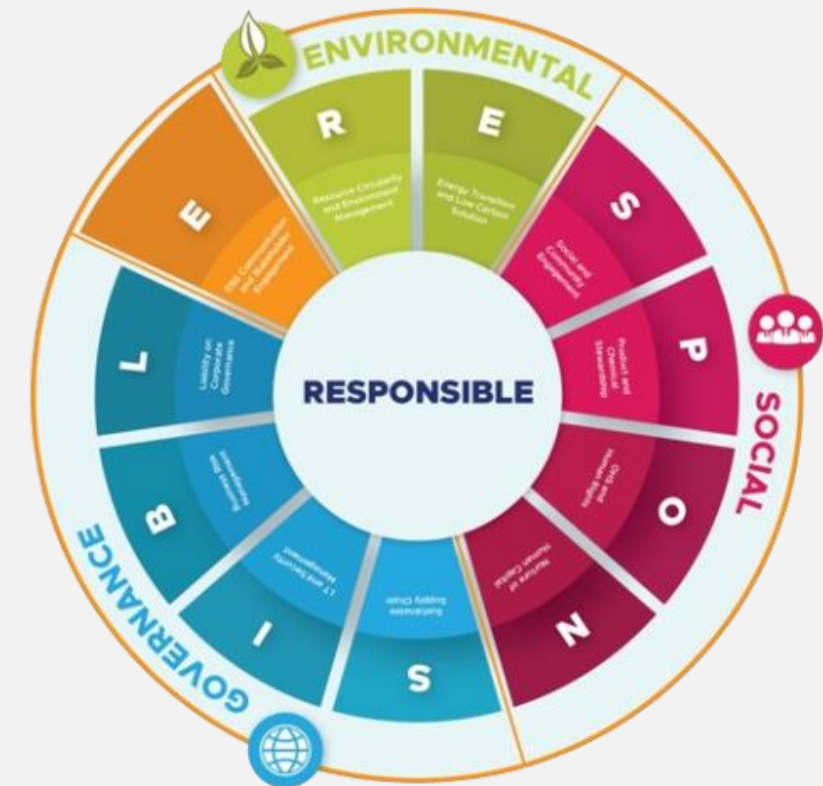 ENVIRONMENTAL
R
Resource Circularity
and Environment
Management
E
Energy Transition
and Low Carbon
Solution
S
Social and
Community
Engagement
P
Product and
Chemical
Stewardship
SOCIAL
O
OHS and
Human Rights
N
Nurture of
Human Capital
S
Sustainable
Supply Chain
I
I.T and Security
Management
B
Business Risk
Management
L
Liability on
Corporate
Governance
GOVERNANCE
E
ESG Communication
and Stakeholder
Engagement
RESPONSIBLE